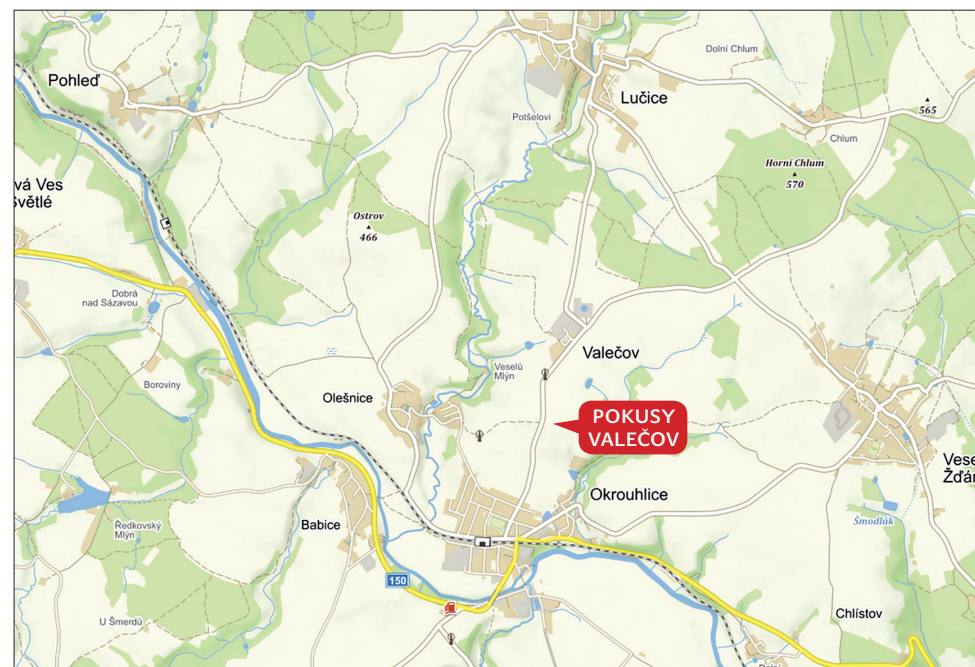 Pohleď
Dolní Chlum
Lučice
565
Potšelovi
Chlum
Horní Chlum
570
vá Ves
Světlé
Ostrov
466
Dobrá
nad Sázavou
Valečov
Veselů
Mlýn
Boroviny
Olešnice
POKUSY
VALEČOV
Vese
Žďár
Okrouhlice
Babice
Ředkovský
Mlýn
Šmodlák
150
U Šmerdů
Chlístov
Dolní